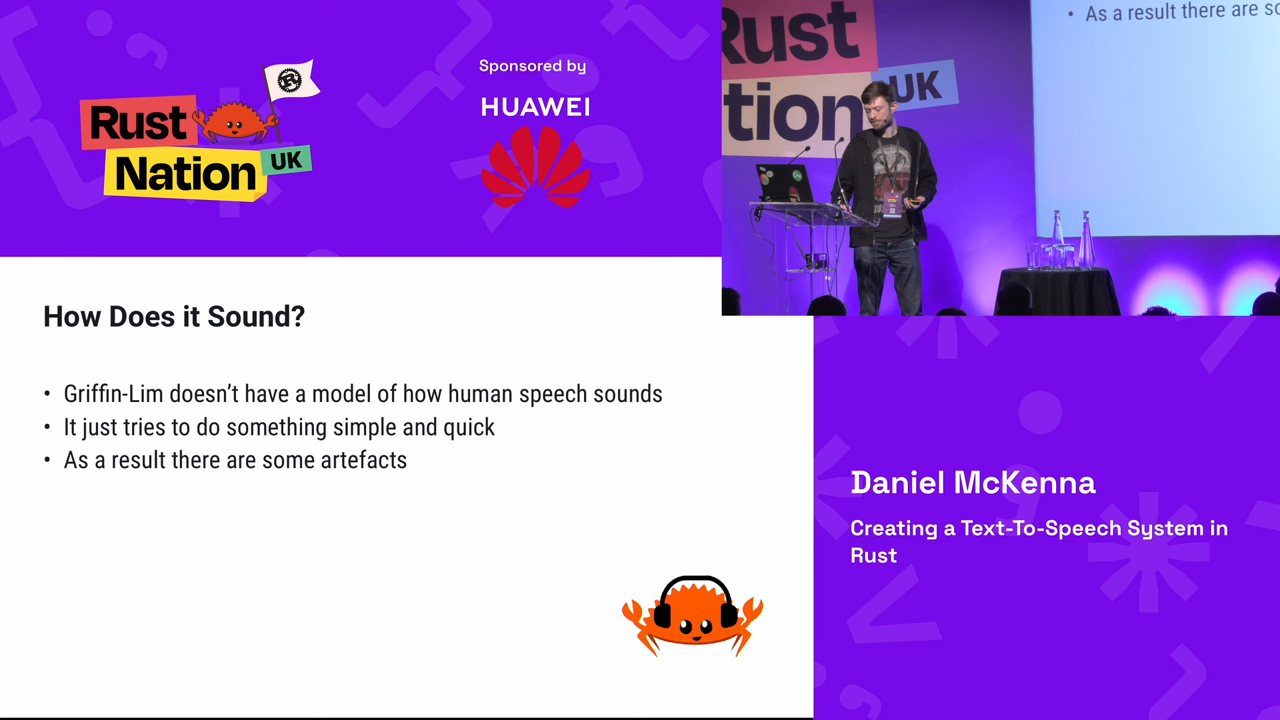 Rust
Nation
UK
Sponsored by
HUAWEI
How Does it Sound?
• Griffin-Lim doesn’t have a model of how human speech sounds
• It just tries to do something simple and quick
• As a result there are some artefacts
Rust
tion
UK
• As a result there are so
Daniel McKenna
Creating a Text-To-Speech System in
Rust